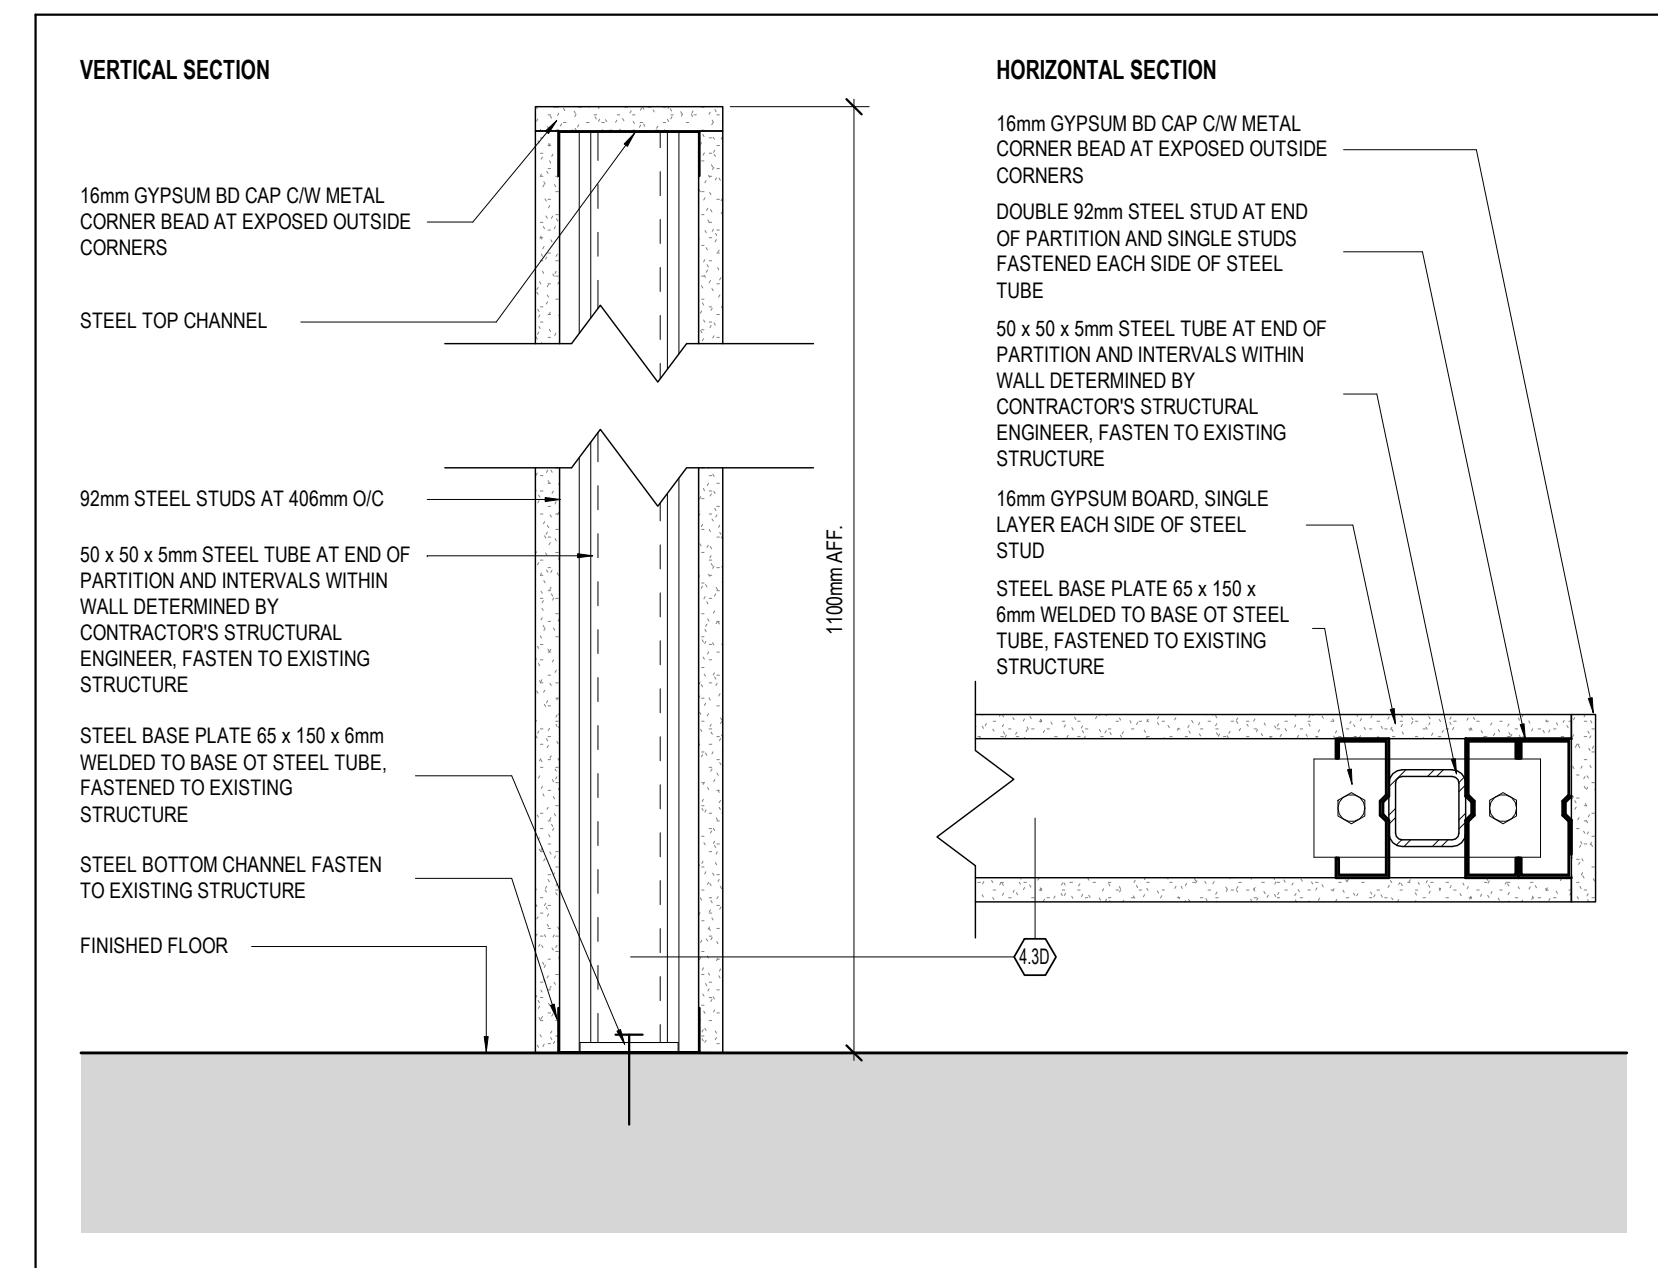 VERTICAL SECTION
16mm GYPSUM BD CAP C/W METAL
CORNER BEAD AT EXPOSED OUTSIDE
CORNERS
STEEL TOP CHANNEL
92mm STEEL STUDS AT 406mm O/C
50 x 50 x 5mm STEEL TUBE AT END OF
PARTITION AND INTERVALS WITHIN
WALL DETERMINED BY
CONTRACTOR'S STRUCTURAL
ENGINEER, FASTEN TO EXISTING
STRUCTURE
STEEL BASE PLATE 65 x 150 x 6mm
WELDED TO BASE OT STEEL TUBE,
FASTENED TO EXISTING
STRUCTURE
STEEL BOTTOM CHANNEL FASTEN
TO EXISTING STRUCTURE
FINISHED FLOOR
1100mm AFF.
HORIZONTAL SECTION
16mm GYPSUM BD CAP C/W METAL
CORNER BEAD AT EXPOSED OUTSIDE
CORNERS
DOUBLE 92mm STEEL STUD AT END
OF PARTITION AND SINGLE STUDS
FASTENED EACH SIDE OF STEEL
TUBE
50 x 50 x 5mm STEEL TUBE AT END OF
PARTITION AND INTERVALS WITHIN
WALL DETERMINED BY
CONTRACTOR'S STRUCTURAL
ENGINEER, FASTEN TO EXISTING
STRUCTURE
16mm GYPSUM BOARD, SINGLE
LAYER EACH SIDE OF STEEL
STUD
STEEL BASE PLATE 65 x 150 x
6mm WELDED TO BASE OT STEEL
TUBE, FASTENED TO EXISTING
STRUCTURE
4.3D